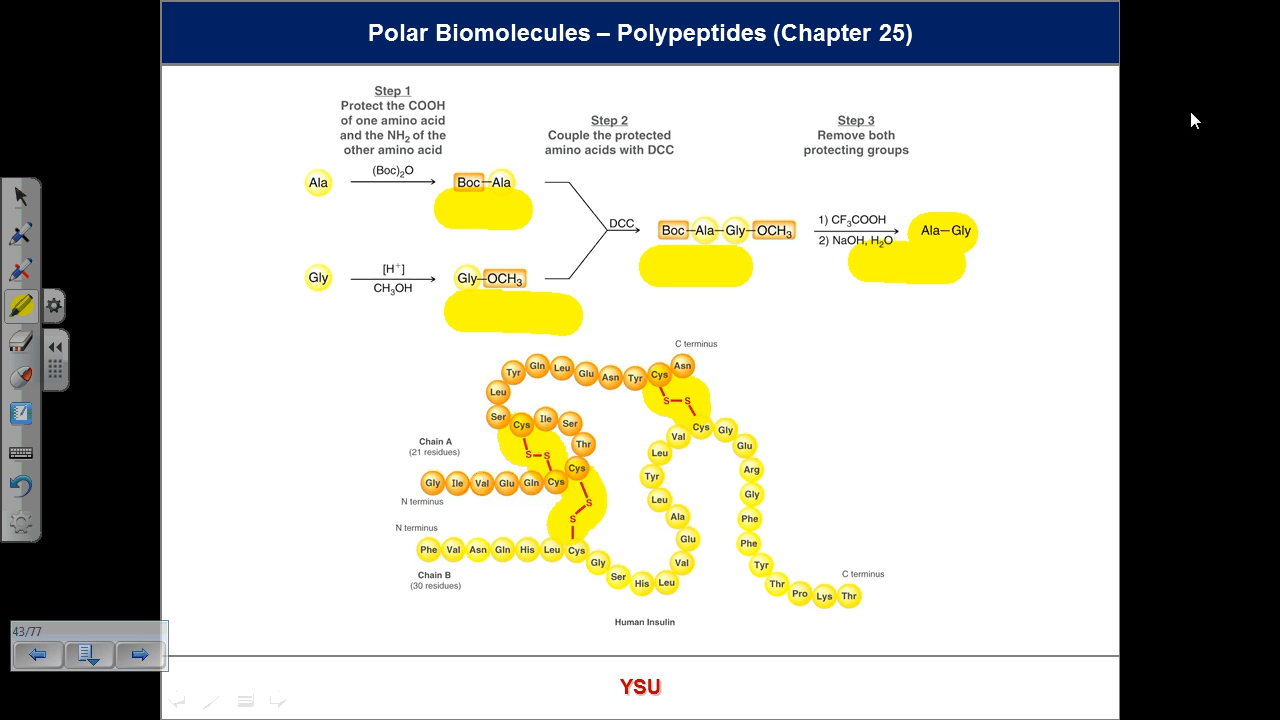 Polar Biomolecules – Polypeptides (Chapter 25)
Step 1
Protect the COOH
of one amino acid
and the NH₂ of the
other amino acid
Step 2
Couple the protected
amino acids with DCC
Step 3
Remove both
protecting groups
Ala
(Boc)₂O
Boc–Ala
DCC
Boc–Ala–Gly–OCH₃
1) CF₃COOH
2) NaOH, H₂O
Ala–Gly
Gly
[H⁺]
CH₃OH
Gly–OCH₃
C terminus
Tyr Gln Leu Glu Asn Tyr Cys Asn
Leu
S S
Ser Cys Ile Ser
Thr
Chain A
(21 residues)
S S
Cys
Gly Ile Val Glu Gln Cys
N terminus
S
S
N terminus
Phe Val Asn Gln His Leu Cys
Gly
Ser
His
Leu
Val
Glu
Ala
Leu
Tyr
Leu
Val
Cys
Gly
Glu
Arg
Gly
Phe
Phe
Tyr
Thr
Pro
Lys
Thr
C terminus
Chain B
(30 residues)
Human Insulin
43/77
YSU